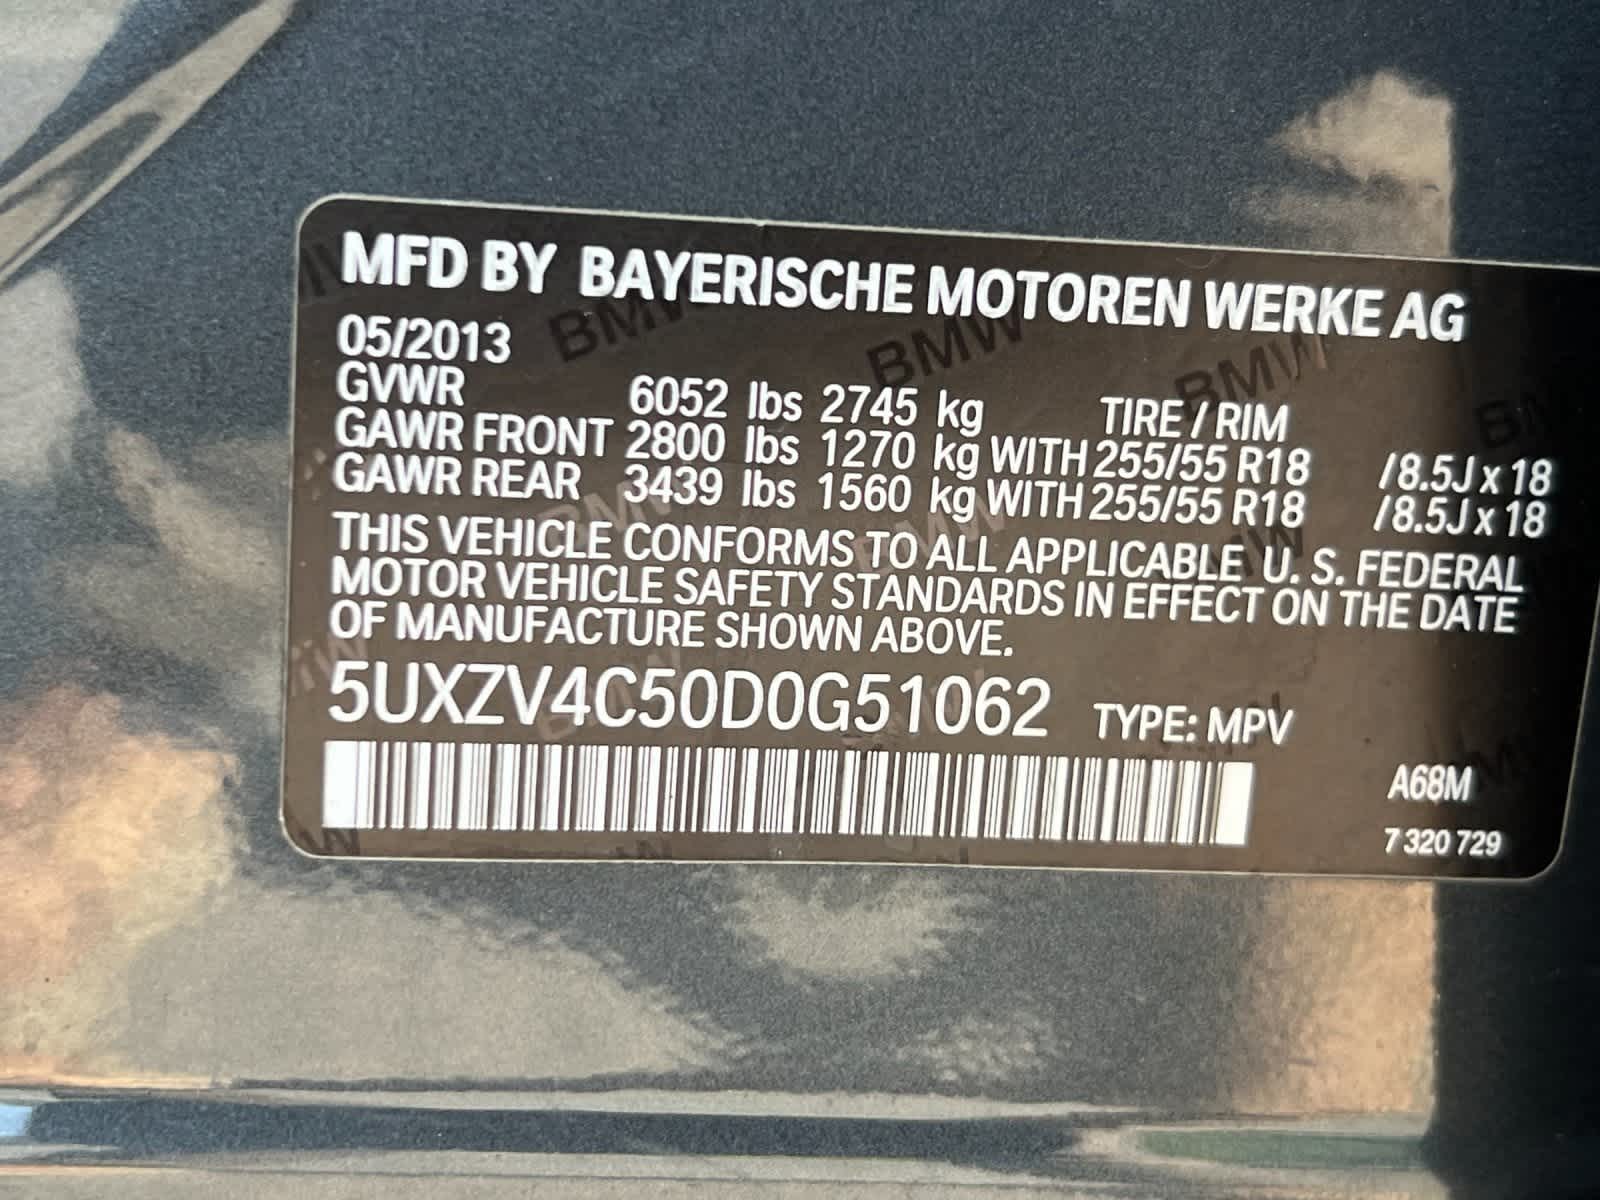 MFD BY BAYERISCHE MOTOREN WERKE AG
05/2013
GVWR 6052 lbs 2745 kg TIRE / RIM
GAWR FRONT 2800 lbs 1270 kg WITH 255/55 R18 /8.5J x 18
GAWR REAR 3439 lbs 1560 kg WITH 255/55 R18 /8.5J x 18
THIS VEHICLE CONFORMS TO ALL APPLICABLE U. S. FEDERAL
MOTOR VEHICLE SAFETY STANDARDS IN EFFECT ON THE DATE
OF MANUFACTURE SHOWN ABOVE.
5UXZV4C50D0G51062 TYPE: MPV
A68M
7 320 729